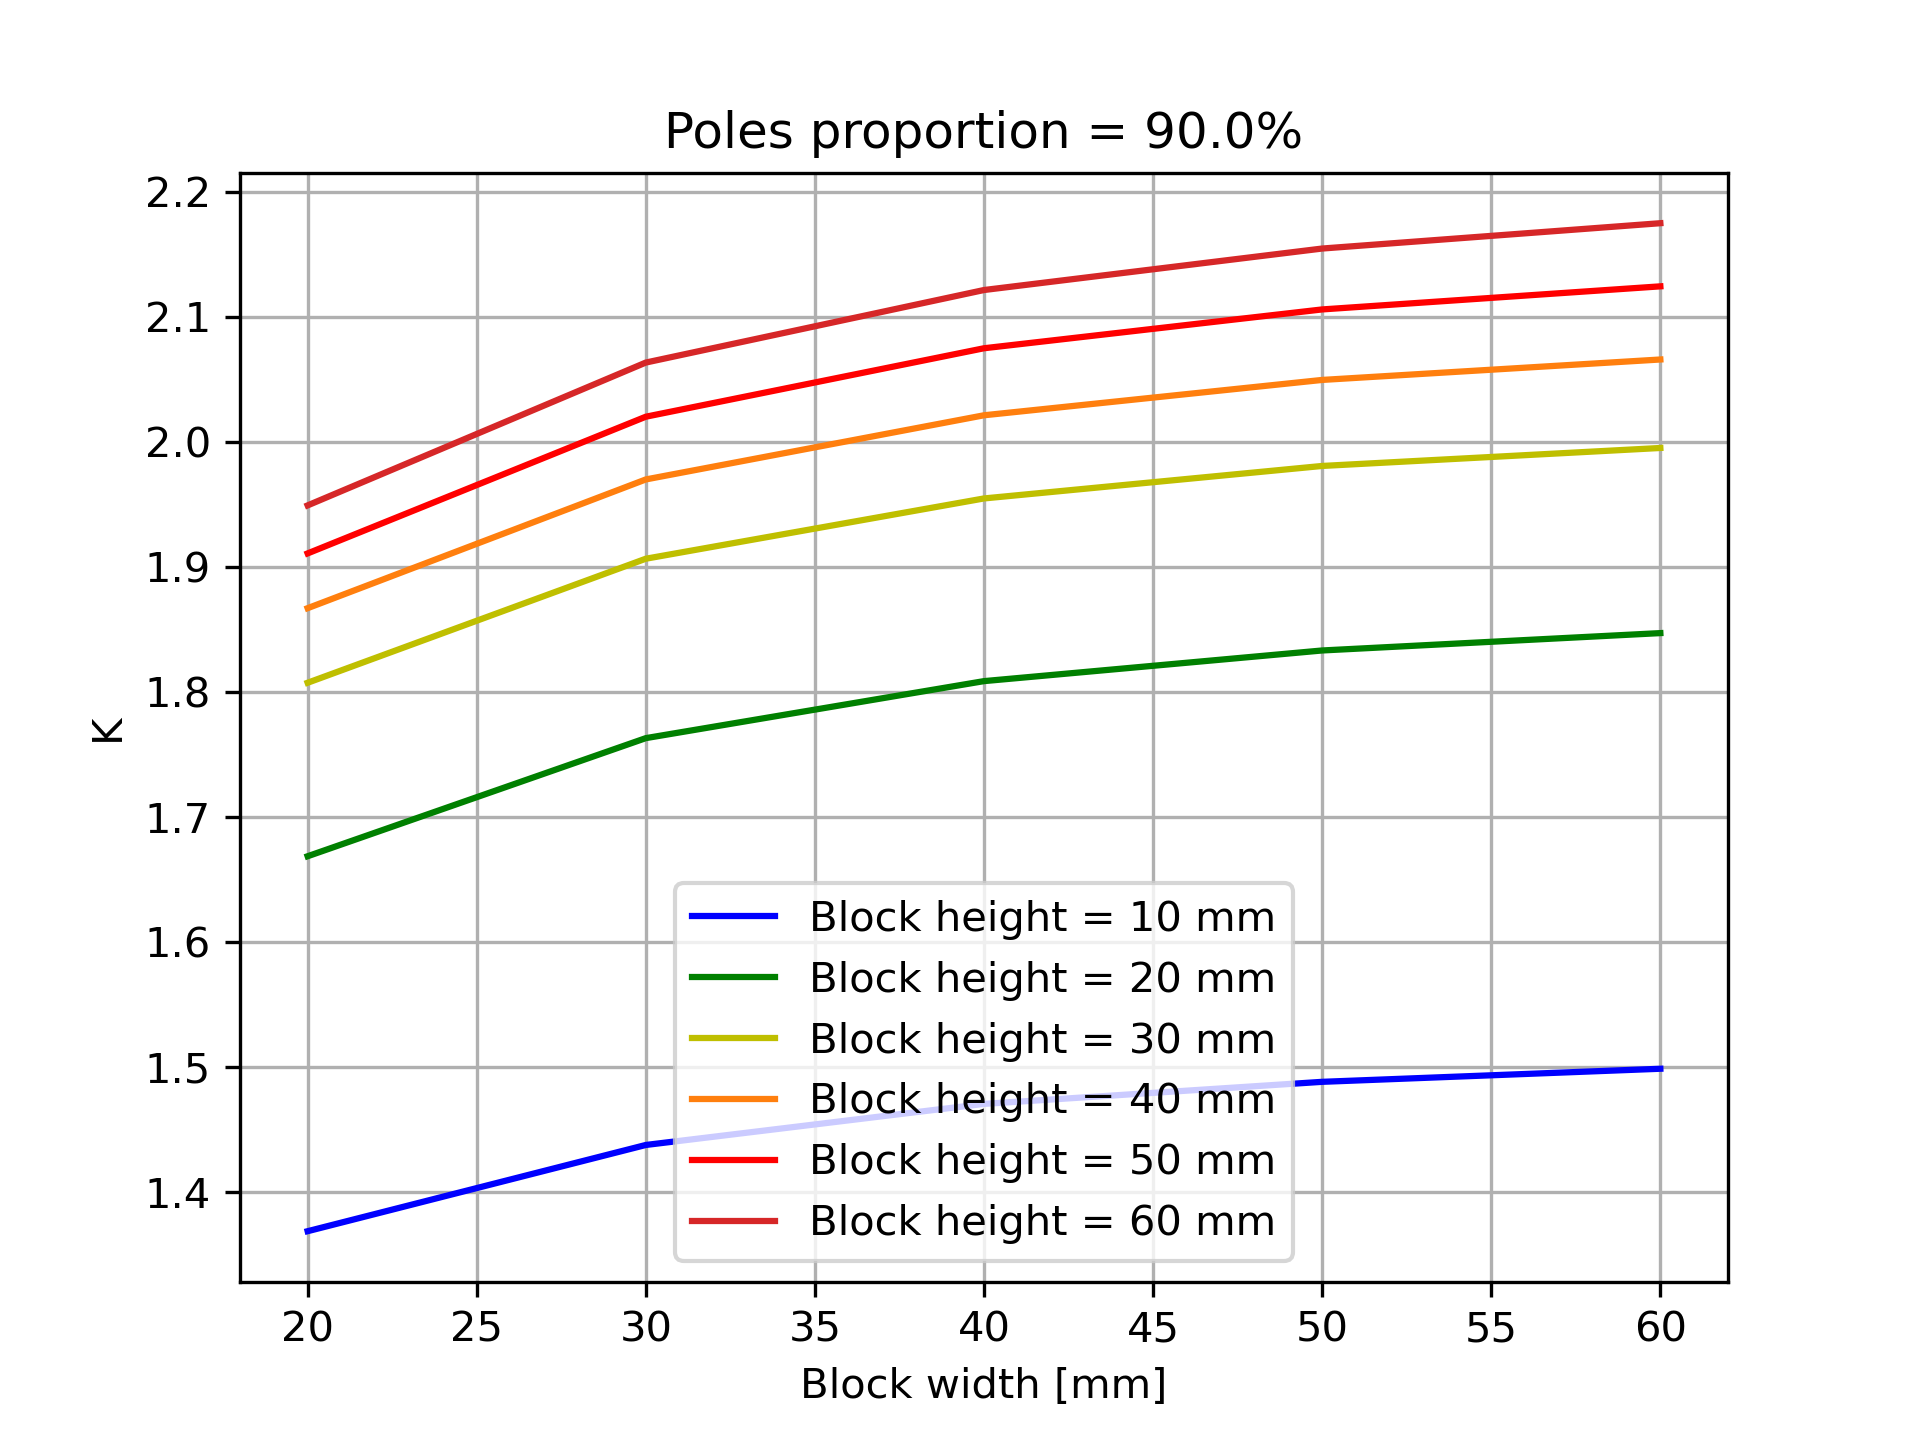 Poles proportion = 90.0%
2.2
2.1
2.0
1.9
1.8
1.7
1.6
1.5
1.4
K
Block height = 10 mm
Block height = 20 mm
Block height = 30 mm
Block height = 40 mm
Block height = 50 mm
Block height = 60 mm
20 25 30 35 40 45 50 55 60
Block width [mm]